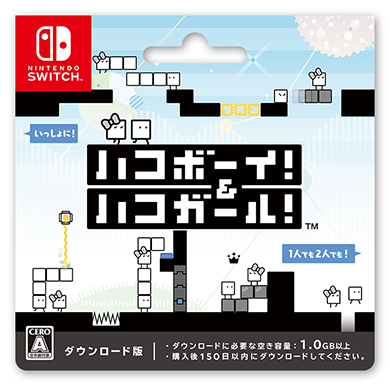 NINTENDO
SWITCH™
いっしょに！
ハコボーイ！
&
ハコガール！™
1人でも2人でも！
CERO
A
ダウンロード版
・ダウンロードに必要な空き容量：1.0GB以上
・購入後150日以内にダウンロードしてください。